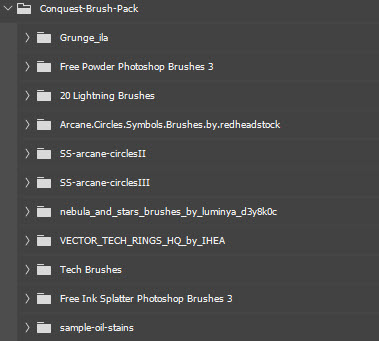 Conquest-Brush-Pack
Grunge_ila
Free Powder Photoshop Brushes 3
20 Lightning Brushes
Arcane.Circles.Symbols.Brushes.by.redheadstock
SS-arcane-circlesII
SS-arcane-circlesIII
nebula_and_stars_brushes_by_luminya_d3y8k0c
VECTOR_TECH_RINGS_HQ_by_IHEA
Tech Brushes
Free Ink Splatter Photoshop Brushes 3
sample-oil-stains